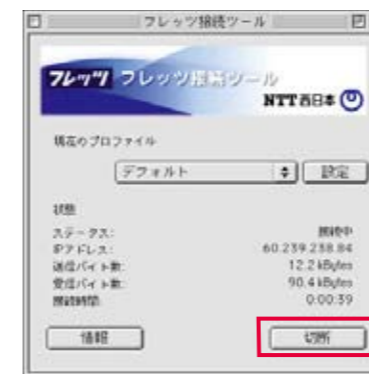 フレッツ接続ツール
フレッツ フレッツ接続ツール
NTT西日本
現在のプロファイル
デフォルト 設定
状態
ステータス: 接続中
IPアドレス: 60.239.238.84
送信バイト数: 12.2 kBytes
受信バイト数: 90.4 kBytes
接続時間: 0:00:39
情報 切断